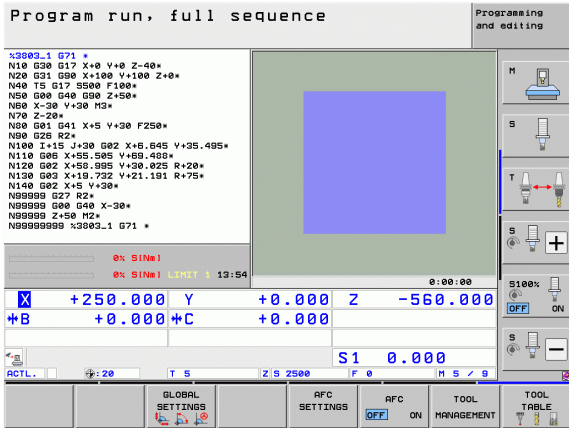 Program run, full sequence
Programming
and editing
%3803_1 G71 *
N10 G30 G17 X+0 Y+0 Z-40*
N20 G31 G90 X+100 Y+100 Z+0*
N40 T5 G17 S500 F100*
N50 G00 G40 G90 Z+50*
N60 X-30 Y+30 M3*
N70 Z-20*
N80 G01 G41 X+5 Y+30 F250*
N90 G26 R2*
N100 I+15 J+30 G02 X+6.645 Y+35.495*
N110 G06 X+55.505 Y+69.488*
N120 G02 X+58.995 Y+30.025 R+20*
N130 G03 X+19.732 Y+21.191 R+75*
N140 G02 X+5 Y+30*
N99999 G27 R2*
N99999 G00 G40 X-30*
N99999 Z+50 M2*
N99999999 %3803_1 G71 *
0% S[Nm]
0% S[Nm] LIMIT 1 13:54
0:00:00
X +250.000 Y +0.000 Z -560.000
B +0.000 C +0.000
S1 0.000
ACTL. :20 T 5 Z S 2500 F 0 M 5 / 9
M
S
T
S
S100%
OFF ON
S
GLOBAL
SETTINGS
AFC
SETTINGS
AFC
OFF ON
TOOL
MANAGEMENT
TOOL
TABLE